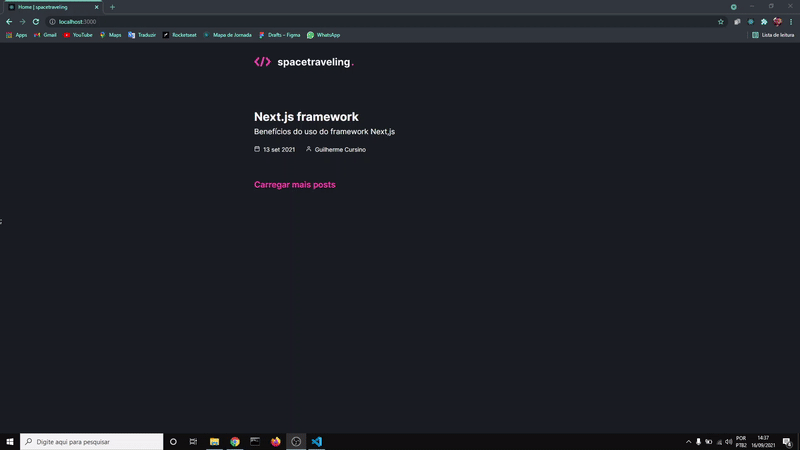 Home | spacetraveling
localhost:3000
Apps Gmail YouTube Maps Traduzir Rocketseat Mapa de Jornada Drafts – Figma WhatsApp Lista de leitura
</> spacetraveling.
Next.js framework
Benefícios do uso do framework Next,js
13 set 2021 Guilherme Cursino
Carregar mais posts
;
Digite aqui para pesquisar
POR 14:37
PTB2 16/09/2021